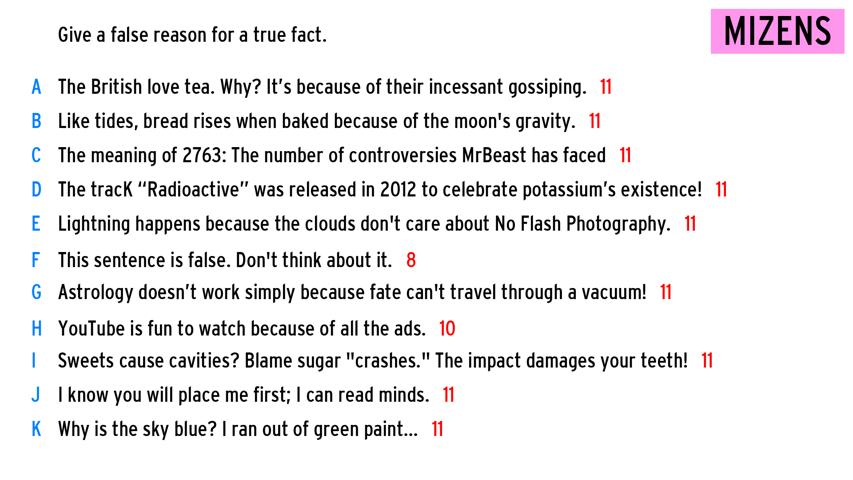 Give a false reason for a true fact.
MIZENS
A The British love tea. Why? It’s because of their incessant gossiping. 11
B Like tides, bread rises when baked because of the moon's gravity. 11
C The meaning of 2763: The number of controversies MrBeast has faced 11
D The tracK “Radioactive” was released in 2012 to celebrate potassium’s existence! 11
E Lightning happens because the clouds don't care about No Flash Photography. 11
F This sentence is false. Don't think about it. 8
G Astrology doesn’t work simply because fate can't travel through a vacuum! 11
H YouTube is fun to watch because of all the ads. 10
I Sweets cause cavities? Blame sugar "crashes." The impact damages your teeth! 11
J I know you will place me first; I can read minds. 11
K Why is the sky blue? I ran out of green paint... 11